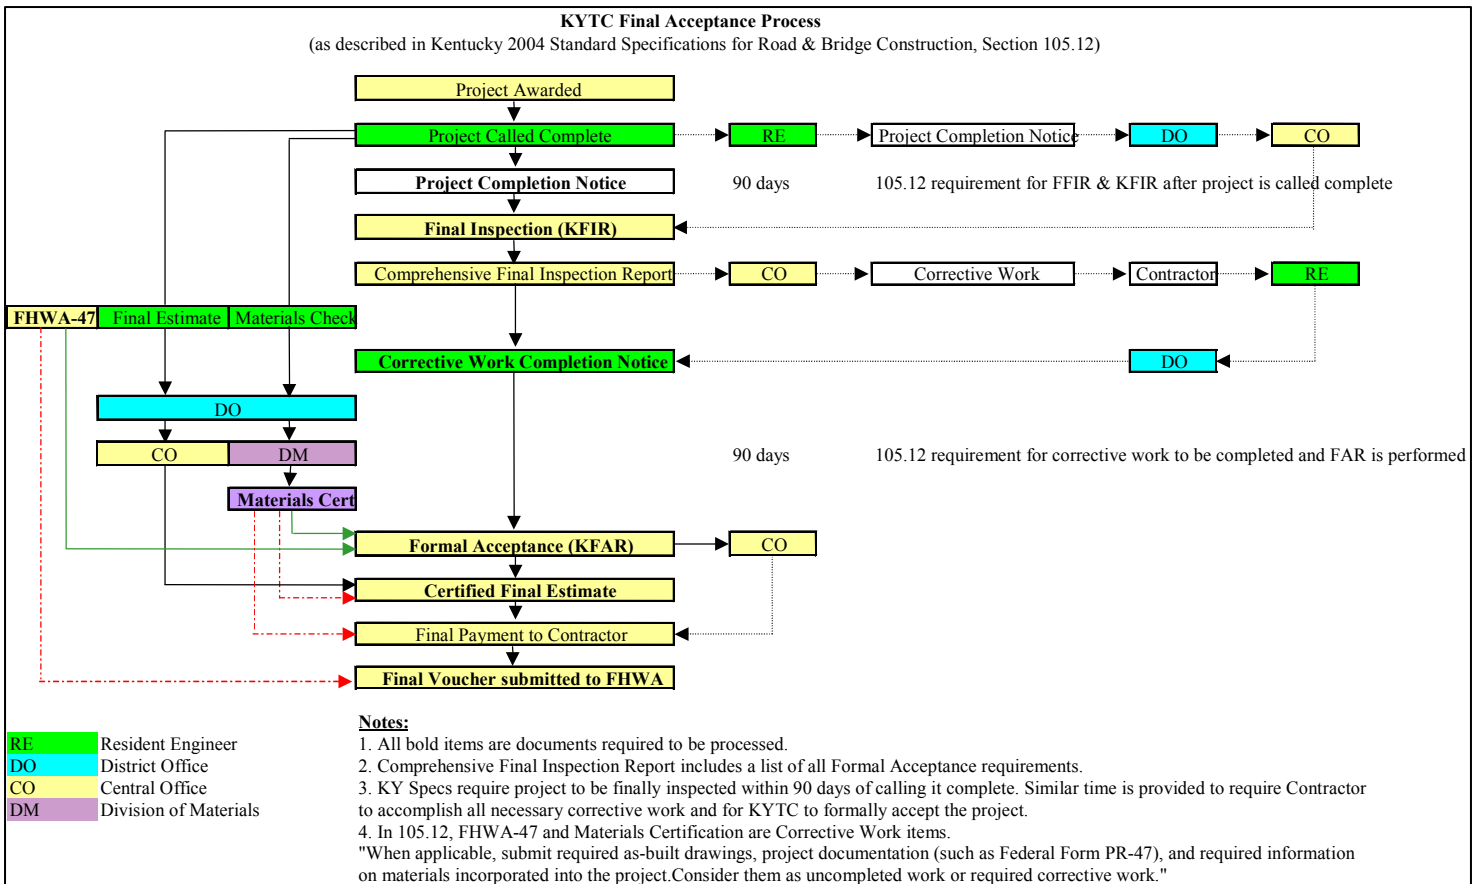 KYTC Final Acceptance Process
(as described in Kentucky 2004 Standard Specifications for Road & Bridge Construction, Section 105.12)
Project Awarded
Project Called Complete
RE
Project Completion Notice
DO
CO
Project Completion Notice
90 days
105.12 requirement for FFIR & KFIR after project is called complete
Final Inspection (KFIR)
Comprehensive Final Inspection Report
CO
Corrective Work
Contractor
RE
FHWA-47
Final Estimate
Materials Check
Corrective Work Completion Notice
DO
DO
CO
DM
90 days
105.12 requirement for corrective work to be completed and FAR is performed
Materials Cert
Formal Acceptance (KFAR)
CO
Certified Final Estimate
Final Payment to Contractor
Final Voucher submitted to FHWA
RE Resident Engineer
DO District Office
CO Central Office
DM Division of Materials
Notes:
1. All bold items are documents required to be processed.
2. Comprehensive Final Inspection Report includes a list of all Formal Acceptance requirements.
3. KY Specs require project to be finally inspected within 90 days of calling it complete. Similar time is provided to require Contractor
to accomplish all necessary corrective work and for KYTC to formally accept the project.
4. In 105.12, FHWA-47 and Materials Certification are Corrective Work items.
"When applicable, submit required as-built drawings, project documentation (such as Federal Form PR-47), and required information
on materials incorporated into the project.Consider them as uncompleted work or required corrective work."